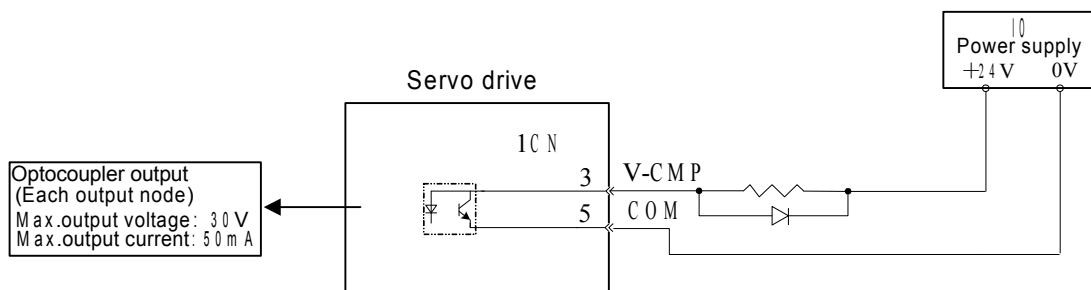 IO
Power supply
+24V 0V
Servo drive
1CN
3 V-CMP
5 COM
Optocoupler output
(Each output node)
Max.output voltage: 30V
Max.output current: 50mA